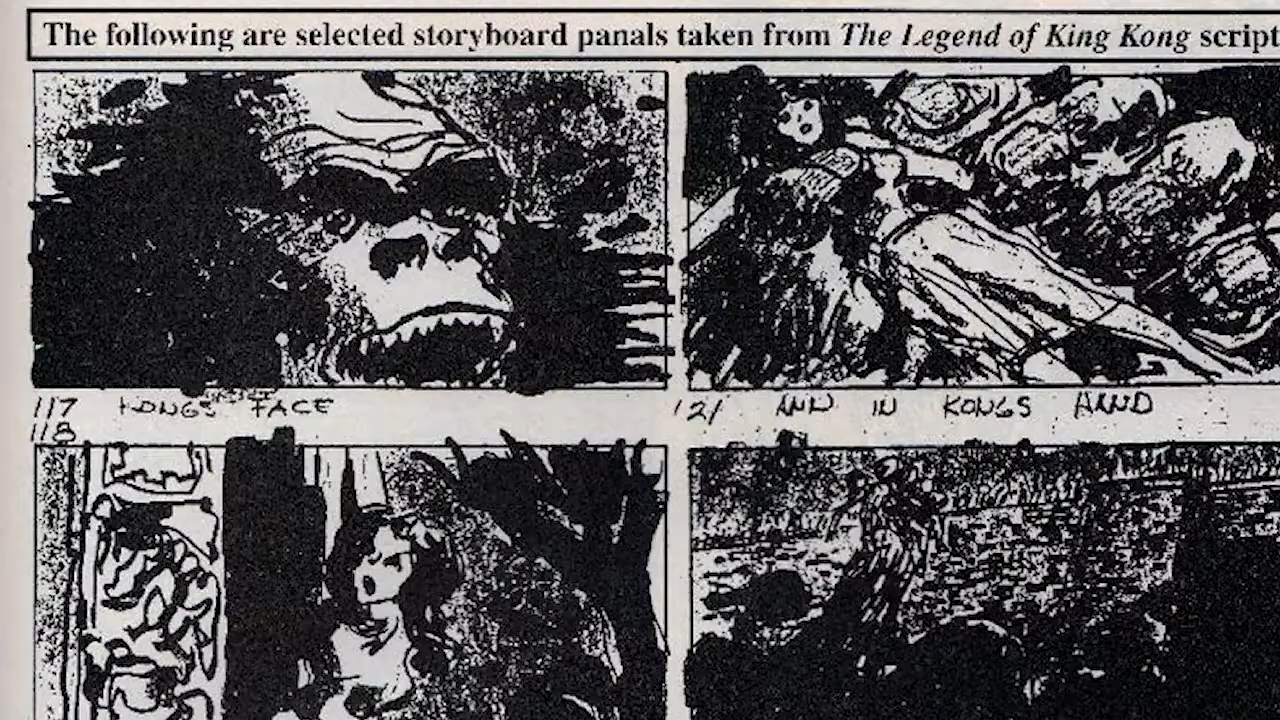 The following are selected storyboard panals taken from The Legend of King Kong script
117 KONGS FACE
118
121 ANN IN KONGS HAND